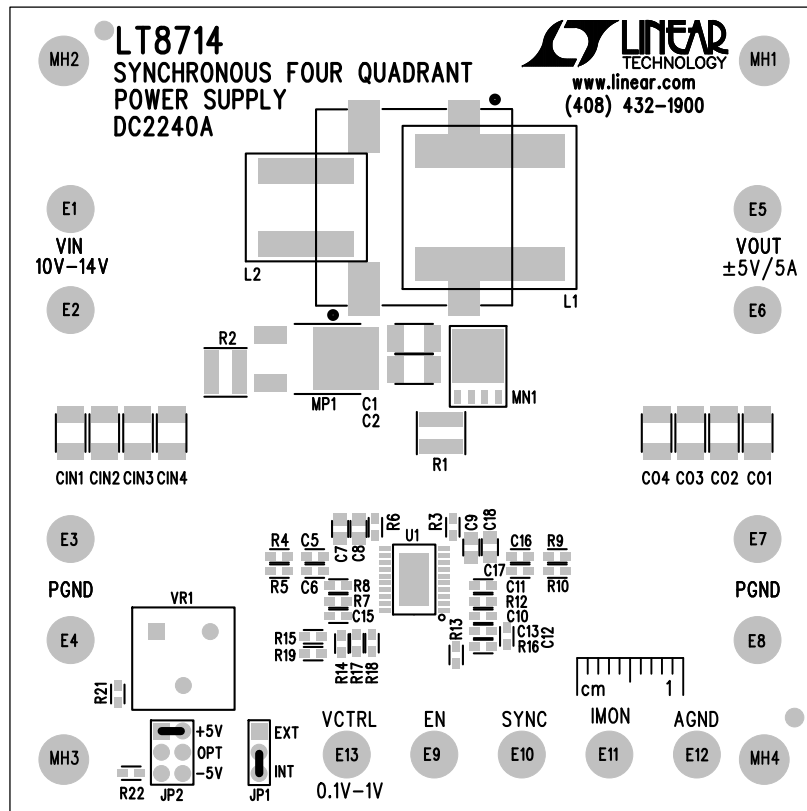 LT8714
SYNCHRONOUS FOUR QUADRANT
POWER SUPPLY
DC2240A
LINEAR
TECHNOLOGY
www.linear.com
(408) 432-1900
MH2
MH1
E1
VIN
10V-14V
E2
E5
VOUT
±5V/5A
E6
L2
L1
R2
MP1
C1
C2
MN1
R1
CIN1 CIN2 CIN3 CIN4
CO4 CO3 CO2 CO1
E3
PGND
E4
E7
PGND
E8
R4
R5
C5
C6
C7
C8
R6
U1
R3
C9
C18
C16
R9
R10
C17
R8
R7
C15
C11
R12
C10
C13
R16
C12
R15
R19
R14
R17
R18
R13
VR1
R21
cm 1
VCTRL
EN
SYNC
IMON
AGND
MH3
+5V
OPT
-5V
R22
JP2
EXT
INT
JP1
E13
0.1V-1V
E9
E10
E11
E12
MH4